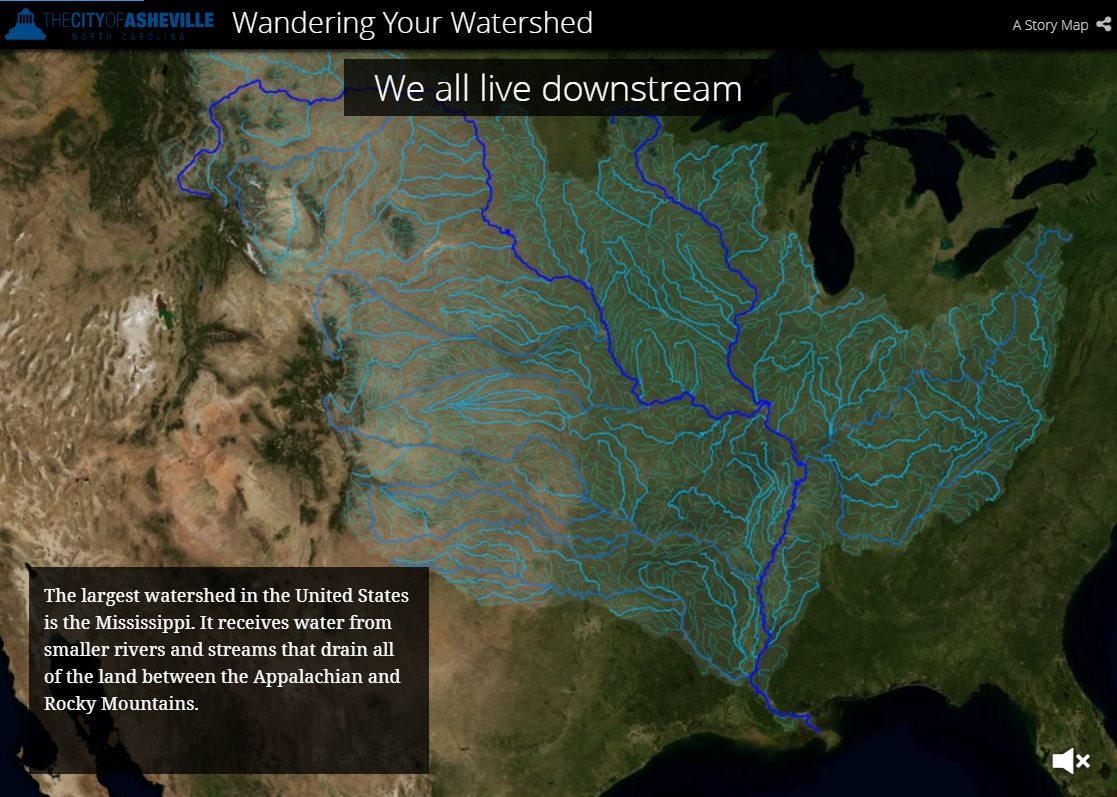 THECITYOFASHEVILLE
NORTH CAROLINA
Wandering Your Watershed
A Story Map
We all live downstream
The largest watershed in the United States
is the Mississippi. It receives water from
smaller rivers and streams that drain all
of the land between the Appalachian and
Rocky Mountains.